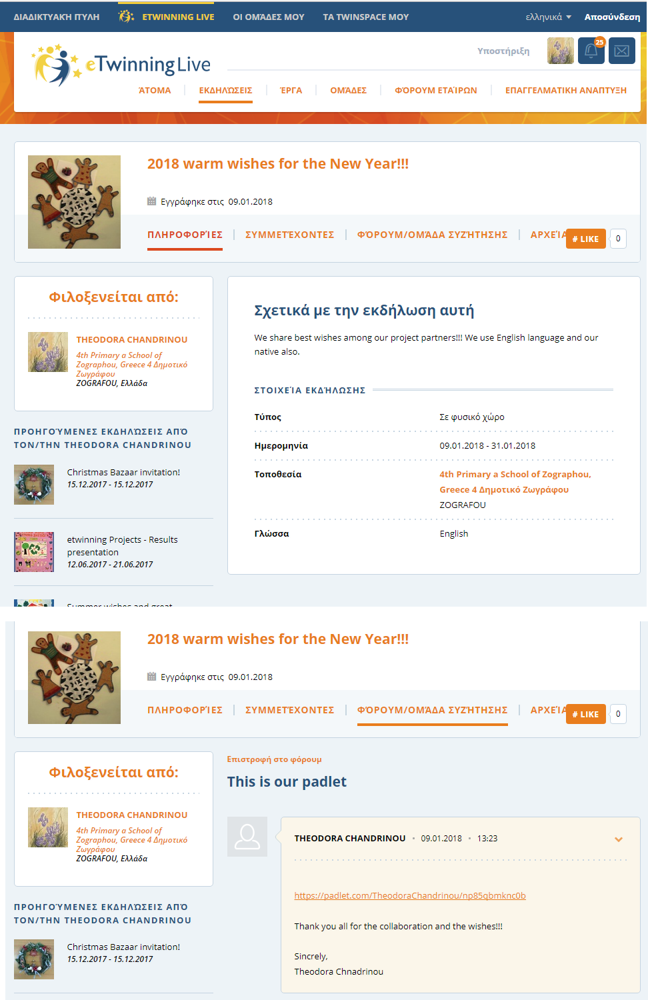 ΔΙΑΔΙΚΤΥΑΚΗ ΠΎΛΗ ETWINNING LIVE ΟΙ ΟΜΆΔΕΣ ΜΟΥ ΤΑ TWINSPACE ΜΟΥ ελληνικά Αποσύνδεση
Υποστήριξη 25
eTwinning Live
ΆΤΟΜΑ ΕΚΔΗΛΏΣΕΙΣ ΈΡΓΑ ΟΜΆΔΕΣ ΦΌΡΟΥΜ ΕΤΑΊΡΩΝ ΕΠΑΓΓΕΛΜΑΤΙΚΗ ΑΝΑΠΤΥΞΗ
2018 warm wishes for the New Year!!!
Εγγράφηκε στις 09.01.2018
ΠΛΗΡΟΦΟΡΊΕΣ ΣΥΜΜΕΤΈΧΟΝΤΕΣ ΦΌΡΟΥΜ/ΟΜΆΔΑ ΣΥΖΉΤΗΣΗΣ ΑΡΧΕΊΑ # LIKE 0
Φιλοξενείται από:
THEODORA CHANDRINOU
4th Primary a School of
Zographou, Greece 4 Δημοτικό
Ζωγράφου
ZOGRAFOU, Ελλάδα
Σχετικά με την εκδήλωση αυτή
We share best wishes among our project partners!!! We use English language and our
native also.
ΣΤΟΙΧΕΊΑ ΕΚΔΉΛΩΣΗΣ
Τύπος Σε φυσικό χώρο
Ημερομηνία 09.01.2018 - 31.01.2018
Τοποθεσία 4th Primary a School of Zographou,
Greece 4 Δημοτικό Ζωγράφου
ZOGRAFOU
Γλώσσα English
ΠΡΟΗΓΟΎΜΕΝΕΣ ΕΚΔΗΛΏΣΕΙΣ ΑΠΌ
ΤΟΝ/ΤΗΝ THEODORA CHANDRINOU
Christmas Bazaar invitation!
15.12.2017 - 15.12.2017
etwinning Projects - Results
presentation
12.06.2017 - 21.06.2017
Summer wishes and great
2018 warm wishes for the New Year!!!
Εγγράφηκε στις 09.01.2018
ΠΛΗΡΟΦΟΡΊΕΣ ΣΥΜΜΕΤΈΧΟΝΤΕΣ ΦΌΡΟΥΜ/ΟΜΆΔΑ ΣΥΖΉΤΗΣΗΣ ΑΡΧΕΊΑ # LIKE 0
Φιλοξενείται από:
THEODORA CHANDRINOU
4th Primary a School of
Zographou, Greece 4 Δημοτικό
Ζωγράφου
ZOGRAFOU, Ελλάδα
ΠΡΟΗΓΟΎΜΕΝΕΣ ΕΚΔΗΛΏΣΕΙΣ ΑΠΌ
ΤΟΝ/ΤΗΝ THEODORA CHANDRINOU
Christmas Bazaar invitation!
15.12.2017 - 15.12.2017
Επιστροφή στο φόρουμ
This is our padlet
THEODORA CHANDRINOU • 09.01.2018 • 13:23
https://padlet.com/TheodoraChandrinou/np85qbmknc0b
Thank you all for the collaboration and the wishes!!!
Sincrely,
Theodora Chnadrinou